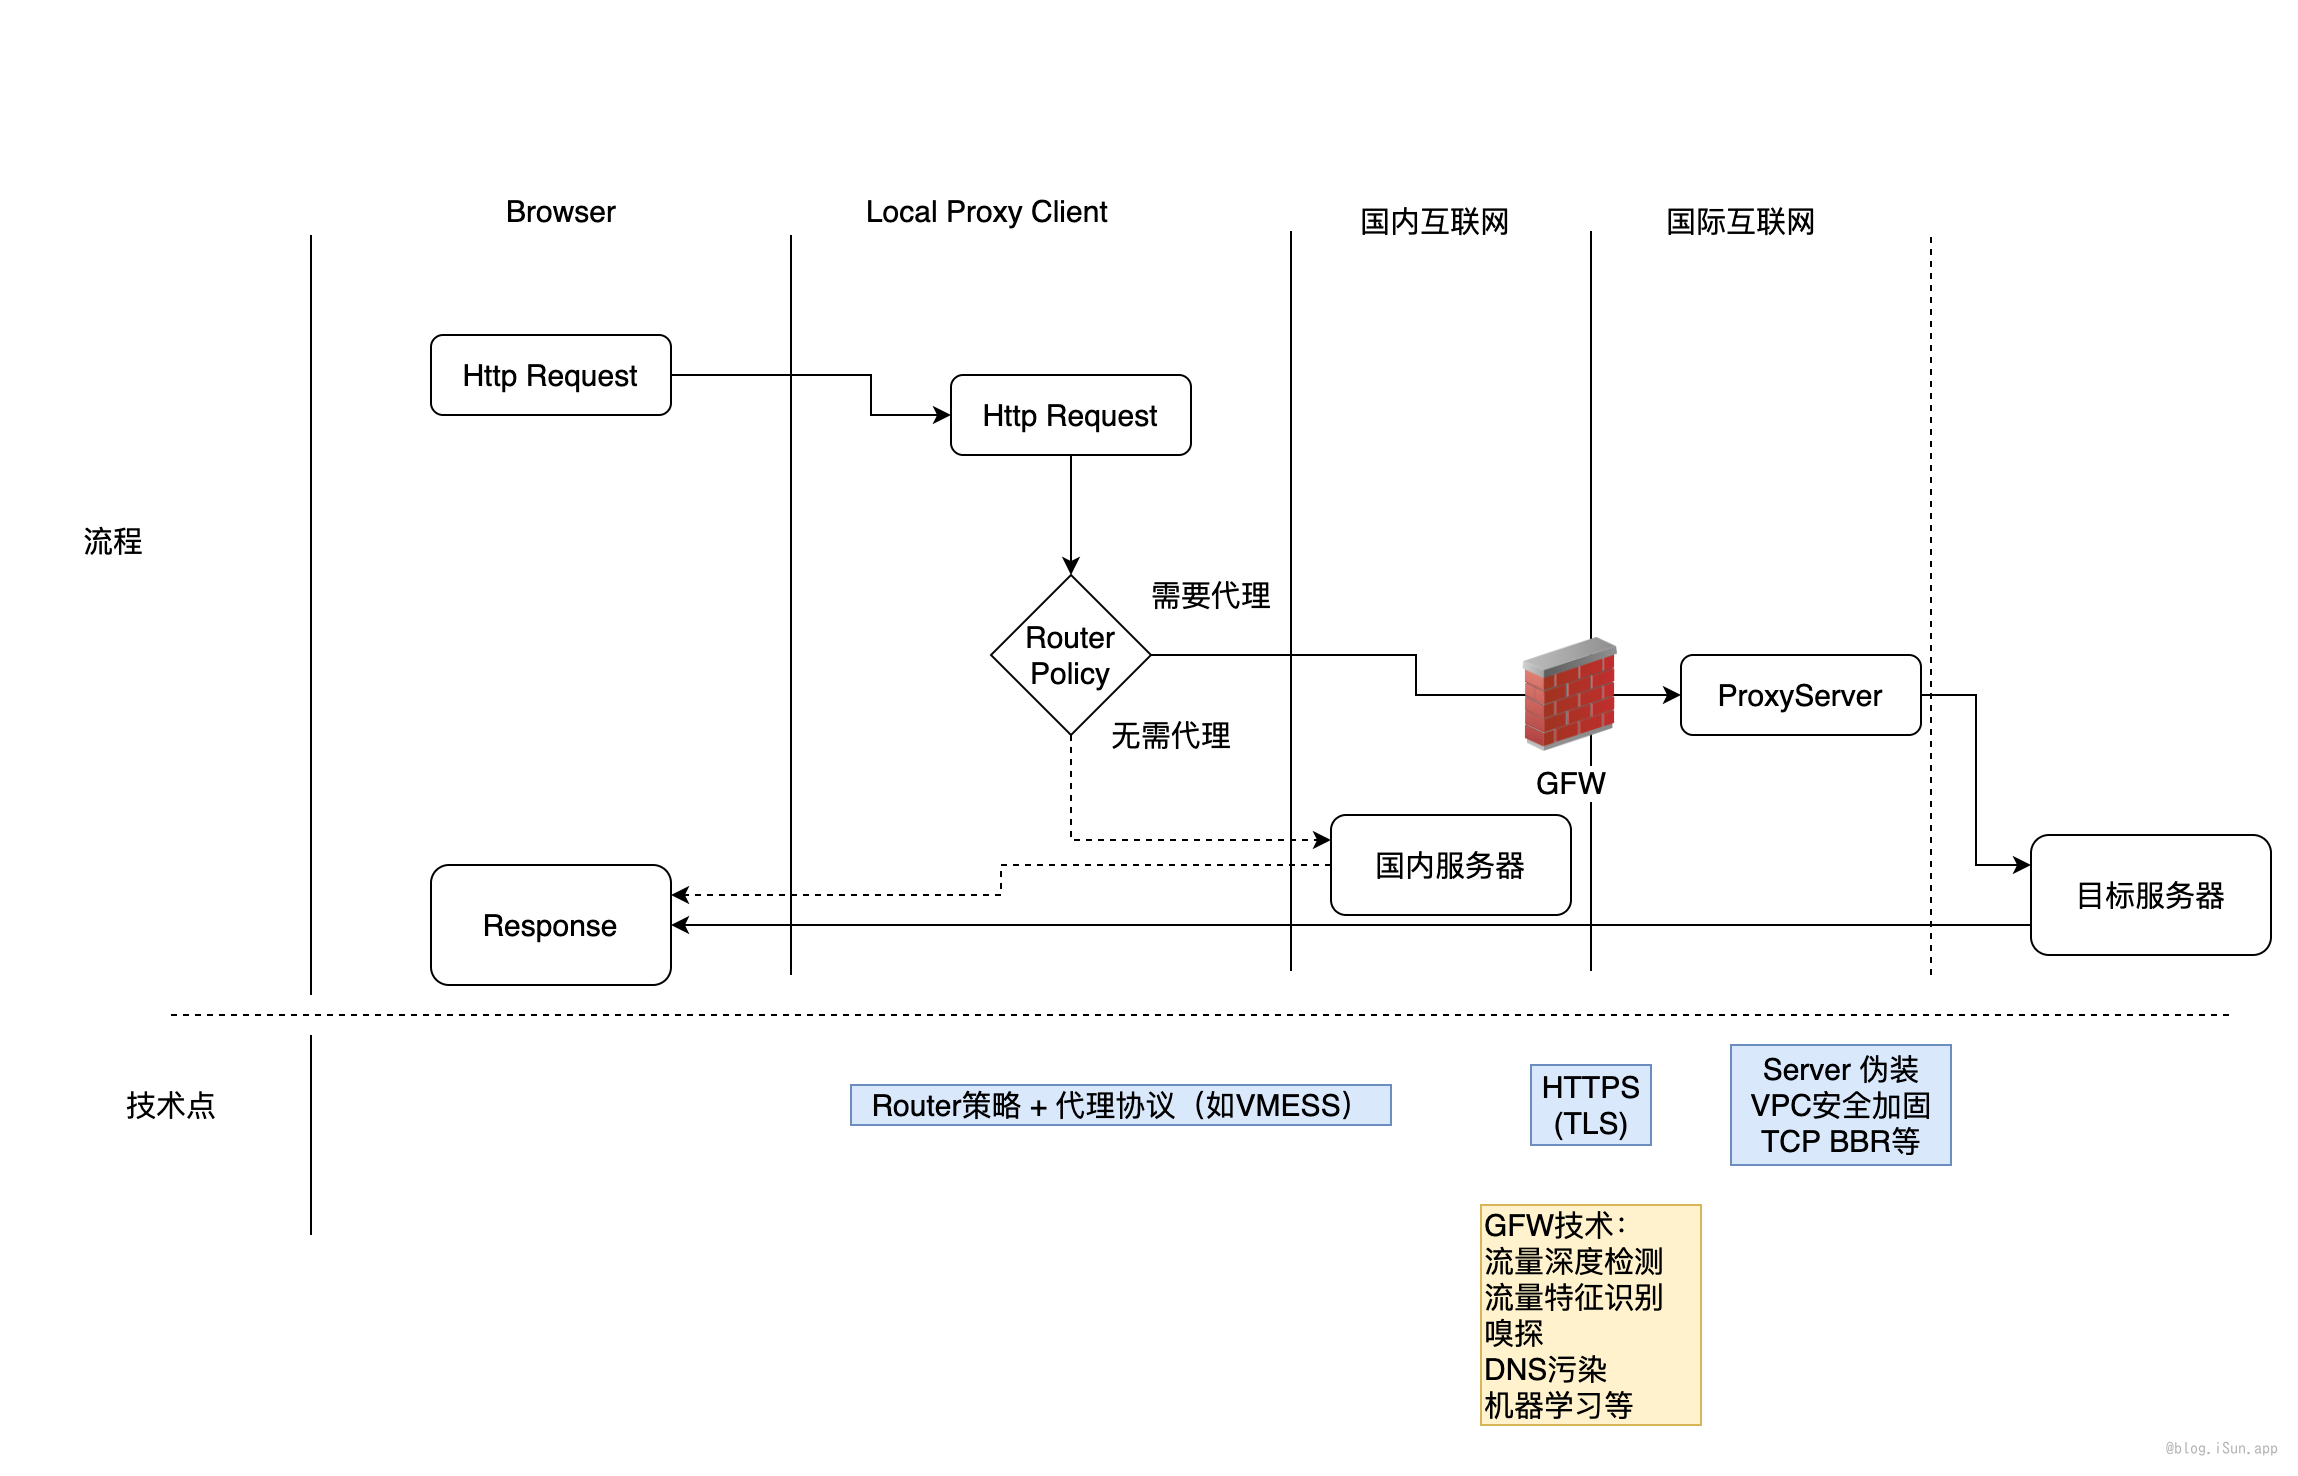 Browser
Local Proxy Client
国内互联网
国际互联网
Http Request
Http Request
流程
需要代理
Router
Policy
ProxyServer
无需代理
GFW
国内服务器
目标服务器
Response
技术点
Router策略 + 代理协议（如VMESS）
HTTPS
(TLS)
Server 伪装
VPC安全加固
TCP BBR等
GFW技术：
流量深度检测
流量特征识别
嗅探
DNS污染
机器学习等
@blog.iSun.app